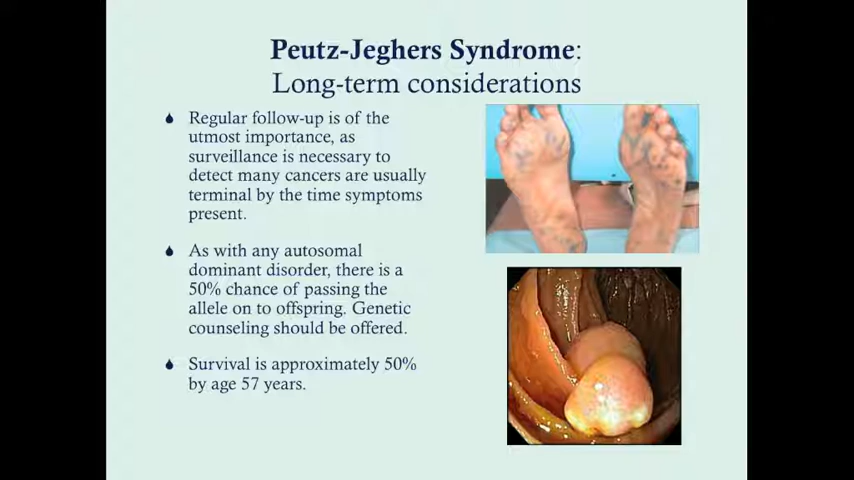 Peutz-Jeghers Syndrome:
Long-term considerations
Regular follow-up is of the
utmost importance, as
surveillance is necessary to
detect many cancers are usually
terminal by the time symptoms
present.
As with any autosomal
dominant disorder, there is a
50% chance of passing the
allele on to offspring. Genetic
counseling should be offered.
Survival is approximately 50%
by age 57 years.